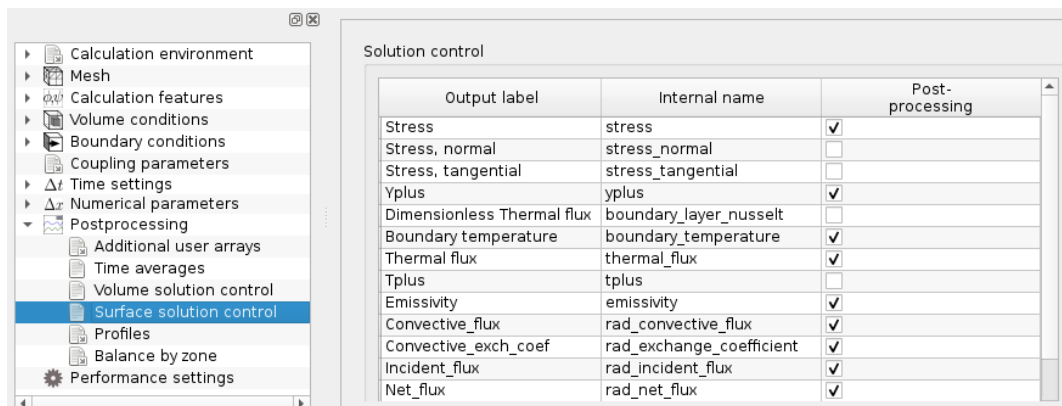 Calculation environment
Mesh
Calculation features
Volume conditions
Boundary conditions
Coupling parameters
Δt Time settings
Δx Numerical parameters
Postprocessing
Additional user arrays
Time averages
Volume solution control
Surface solution control
Profiles
Balance by zone
Performance settings
Solution control
Output label Internal name Post-
processing
Stress stress
Stress, normal stress_normal
Stress, tangential stress_tangential
Yplus yplus
Dimensionless Thermal flux boundary_layer_nusselt
Boundary temperature boundary_temperature
Thermal flux thermal_flux
Tplus tplus
Emissivity emissivity
Convective_flux rad_convective_flux
Convective_exch_coef rad_exchange_coefficient
Incident_flux rad_incident_flux
Net_flux rad_net_flux